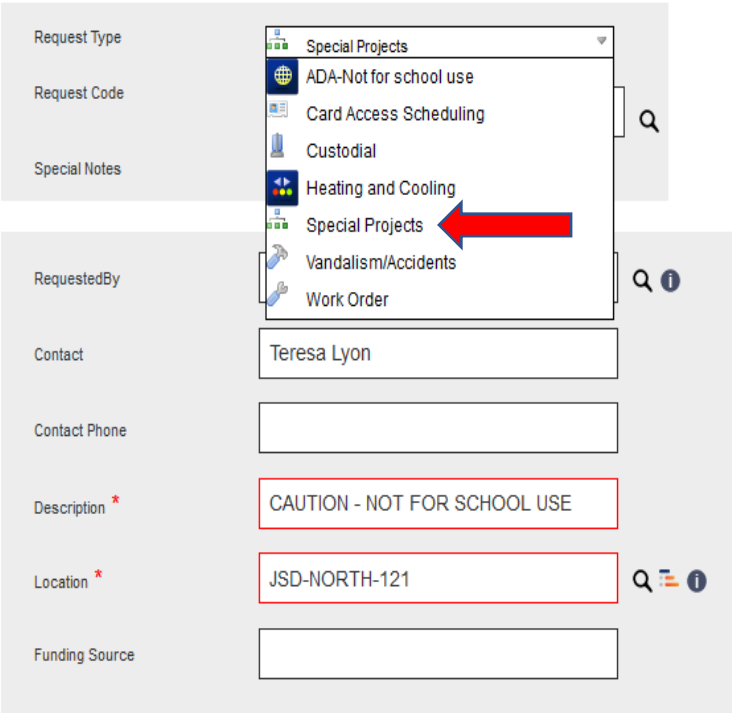 Request Type
Special Projects
ADA-Not for school use
Request Code
Card Access Scheduling
Custodial
Special Notes
Heating and Cooling
Special Projects
Vandalism/Accidents
RequestedBy
Work Order
Contact
Teresa Lyon
Contact Phone
Description *
CAUTION - NOT FOR SCHOOL USE
Location *
JSD-NORTH-121
Funding Source